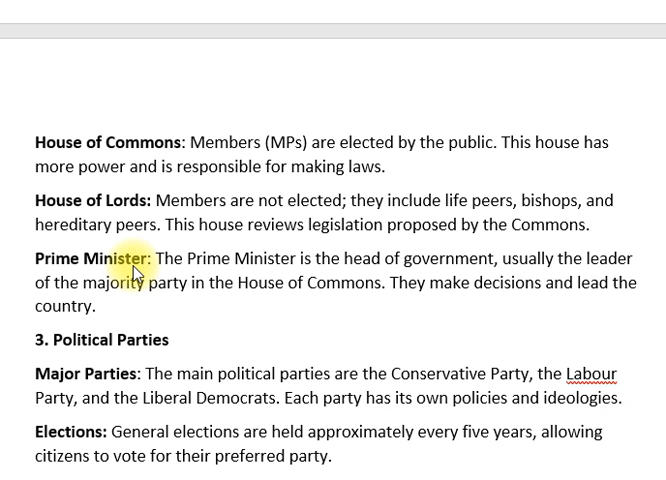 House of Commons: Members (MPs) are elected by the public. This house has
more power and is responsible for making laws.
House of Lords: Members are not elected; they include life peers, bishops, and
hereditary peers. This house reviews legislation proposed by the Commons.
Prime Minister: The Prime Minister is the head of government, usually the leader
of the majority party in the House of Commons. They make decisions and lead the
country.
3. Political Parties
Major Parties: The main political parties are the Conservative Party, the Labour
Party, and the Liberal Democrats. Each party has its own policies and ideologies.
Elections: General elections are held approximately every five years, allowing
citizens to vote for their preferred party.